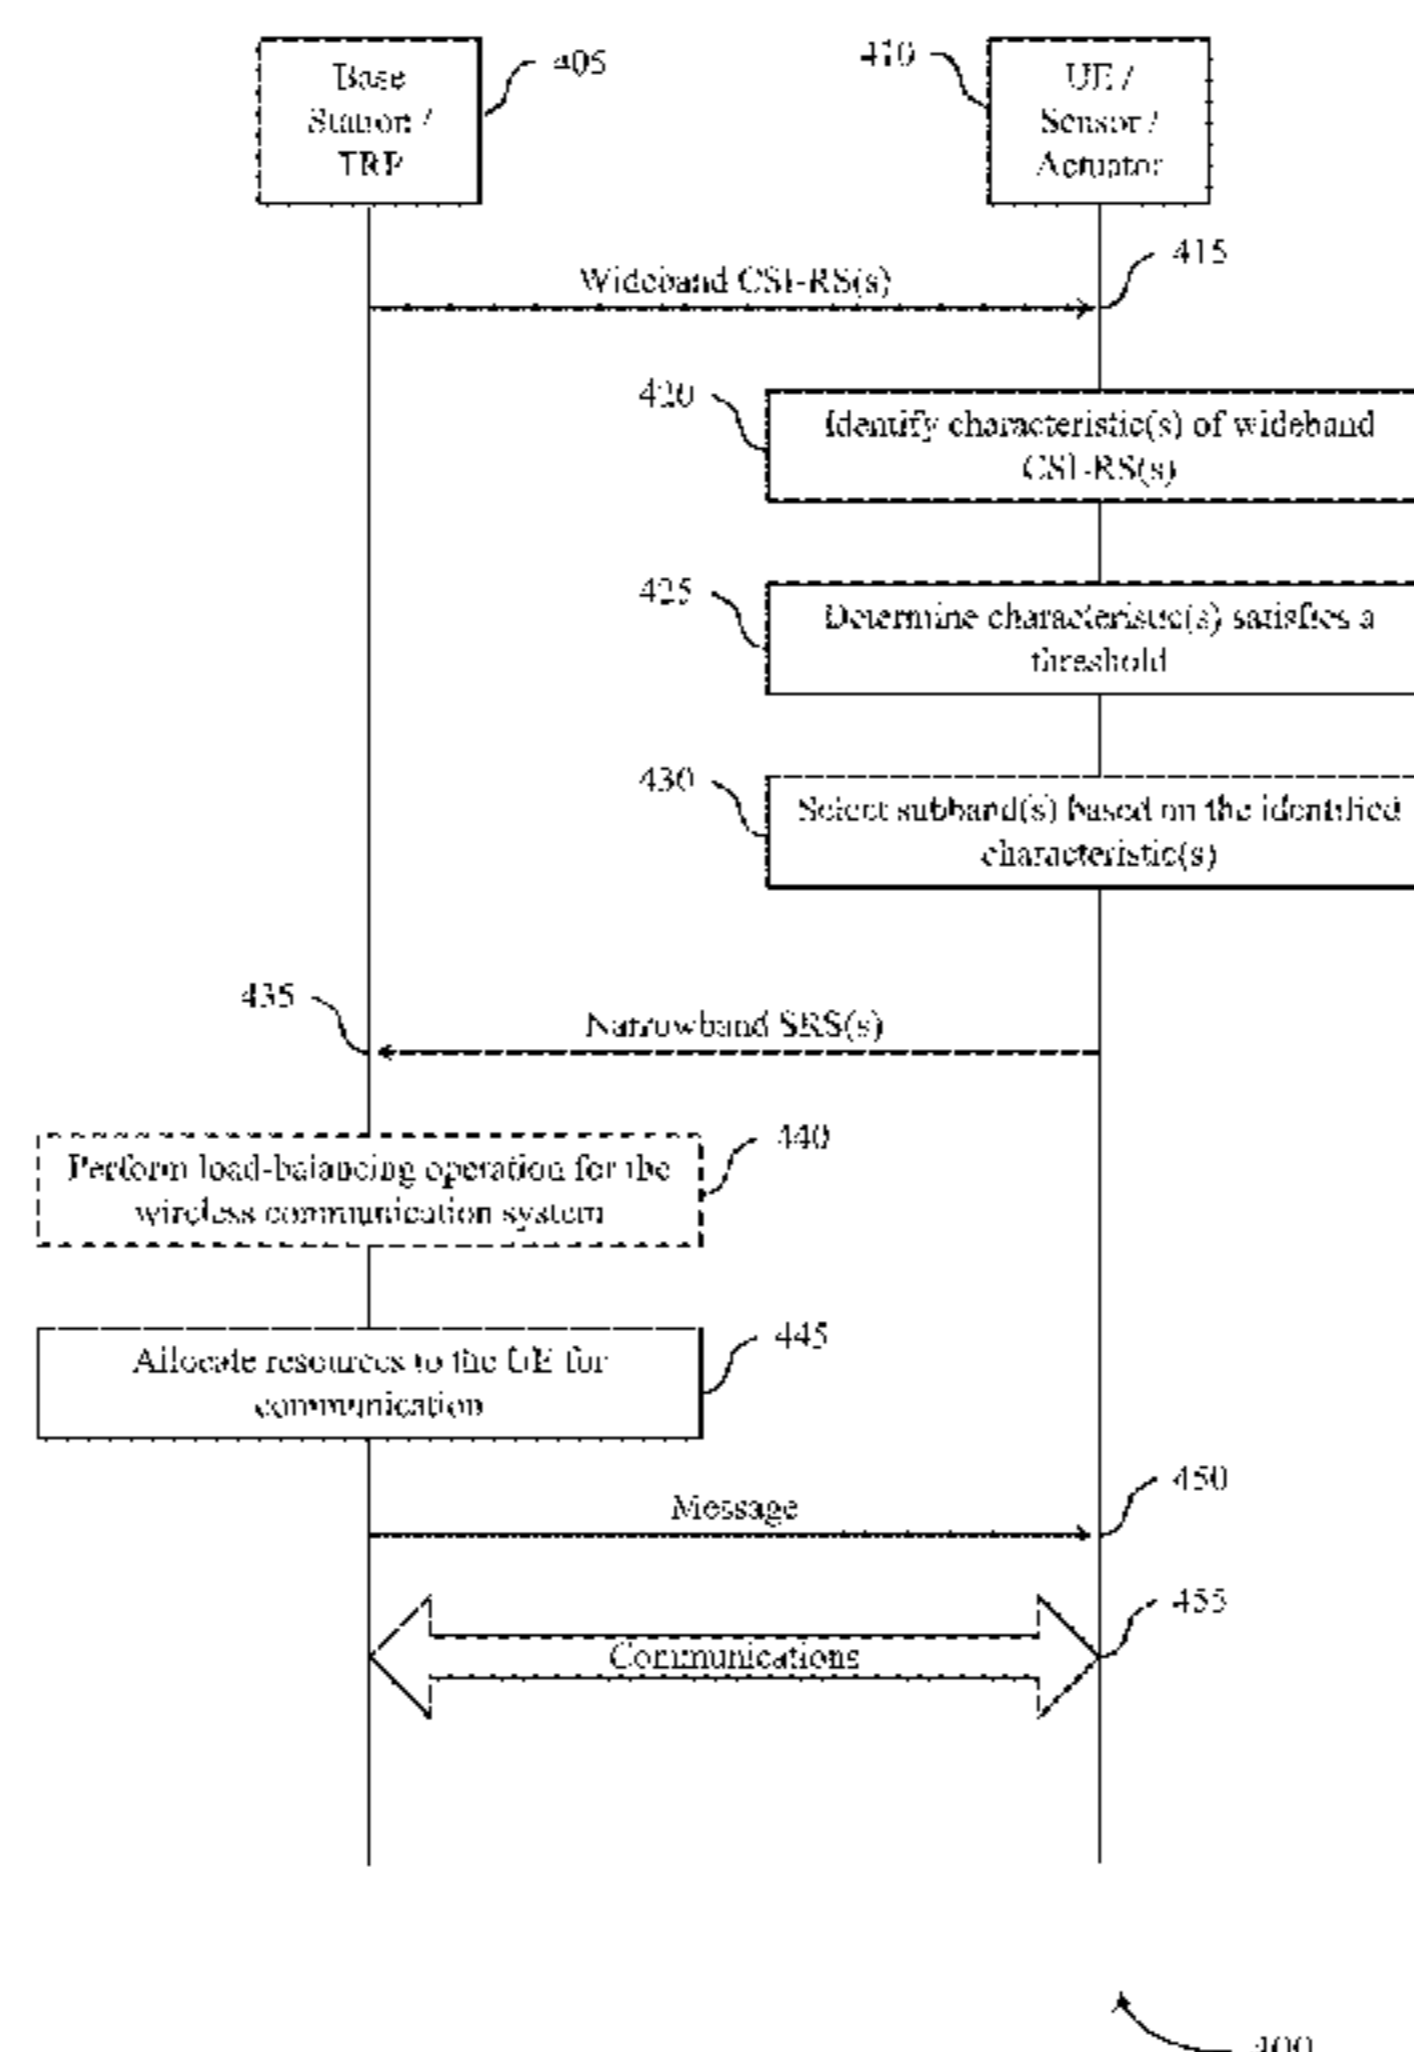 Base
Station /
TRP
405
410
UE /
Sensor /
Actuator
415
Wideband CSI-RS(s)
420
Identify characteristic(s) of wideband
CSI-RS(s)
425
Determine characteristic(s) satisfies a
threshold
430
Select subband(s) based on the identified
characteristic(s)
435
Narrowband SRS(s)
440
Perform load-balancing operation for the
wireless communication system
445
Allocate resources to the UE for
communication
450
Message
455
Communications
400